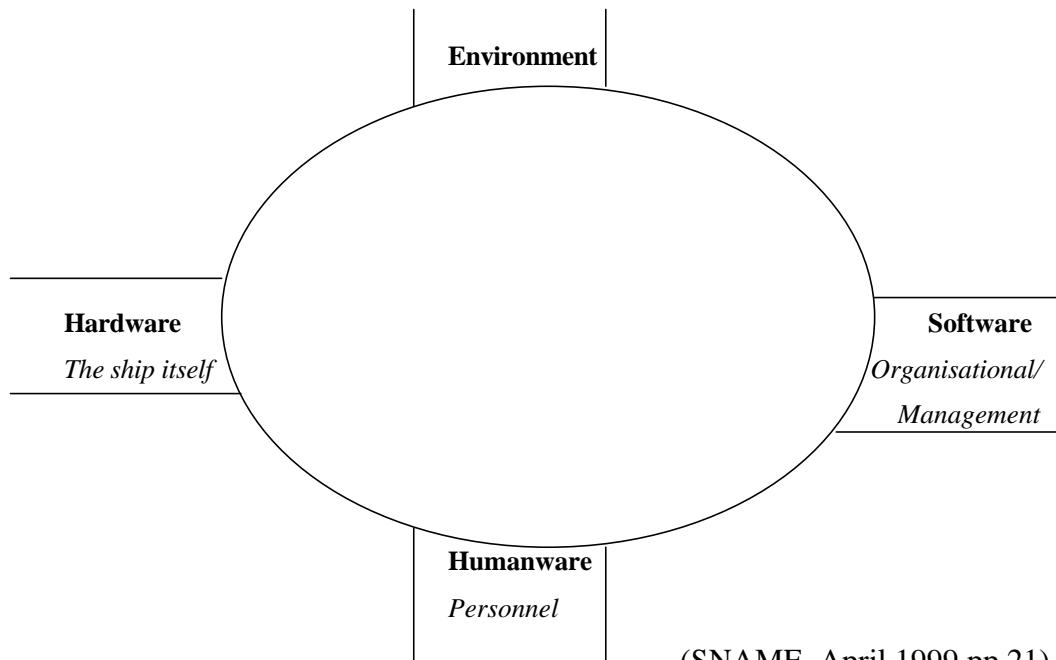 Environment
Hardware
The ship itself
Software
Organisational/
Management
Humanware
Personnel
(SNAME, April 1999 pp.21)